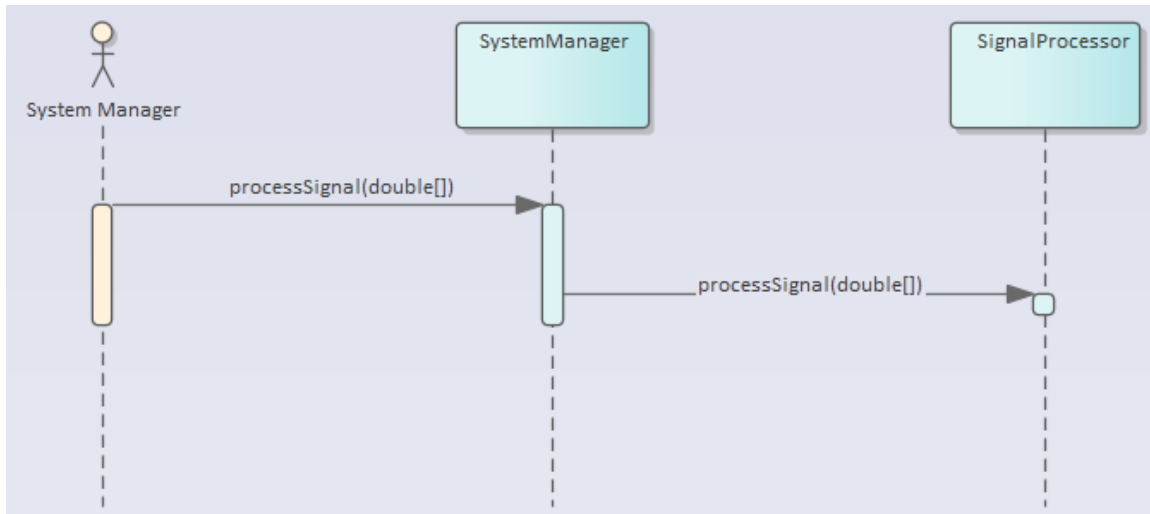 SystemManager
SignalProcessor
System Manager
processSignal(double[])
processSignal(double[])